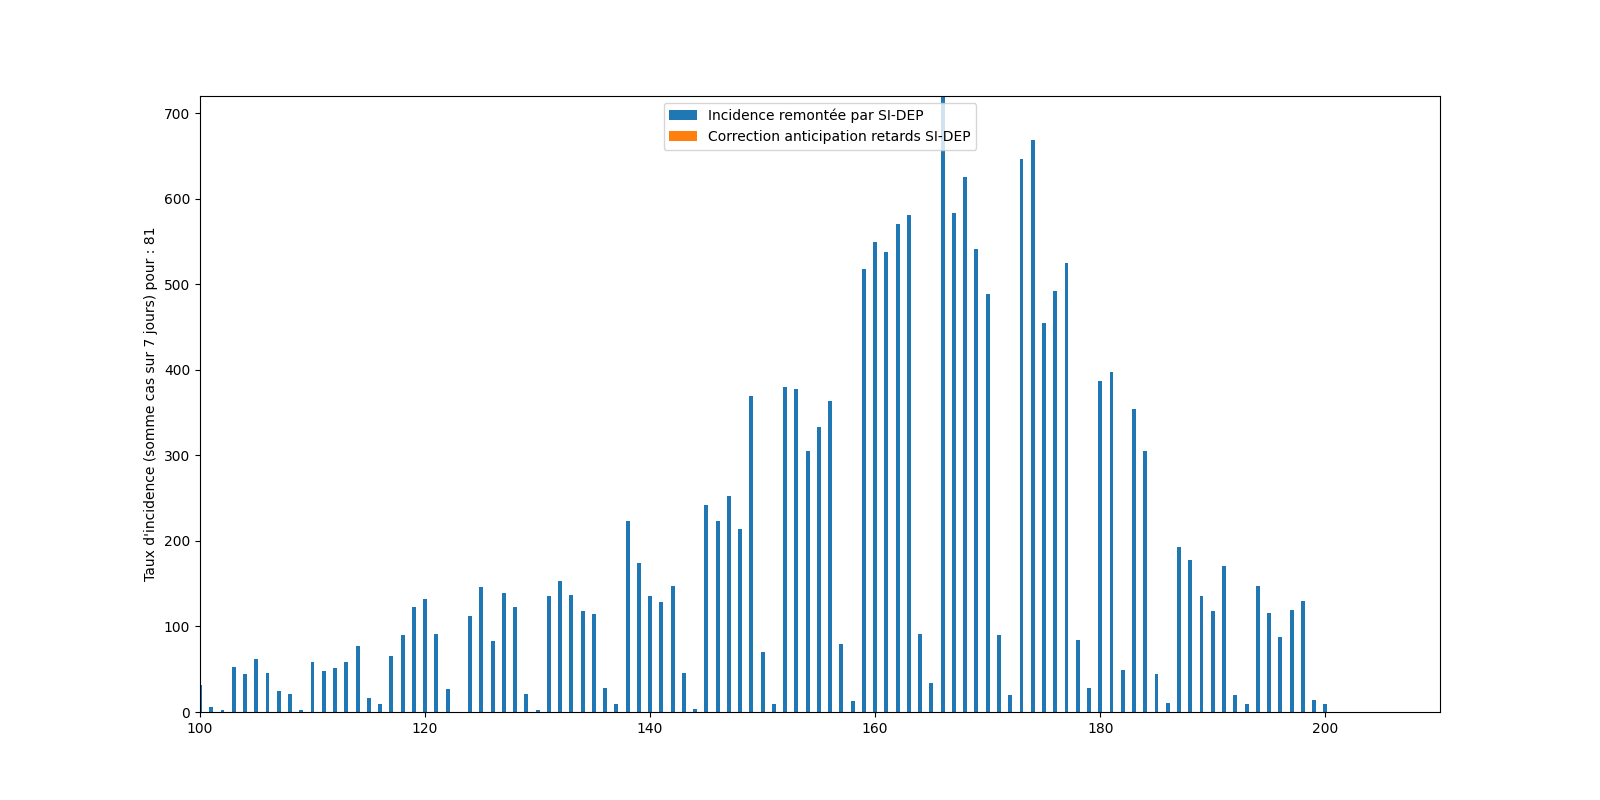 Incidence remontée par SI-DEP
Correction anticipation retards SI-DEP
Taux d'incidence (somme cas sur 7 jours) pour : 81
700
600
500
400
300
200
100
0
100 120 140 160 180 200